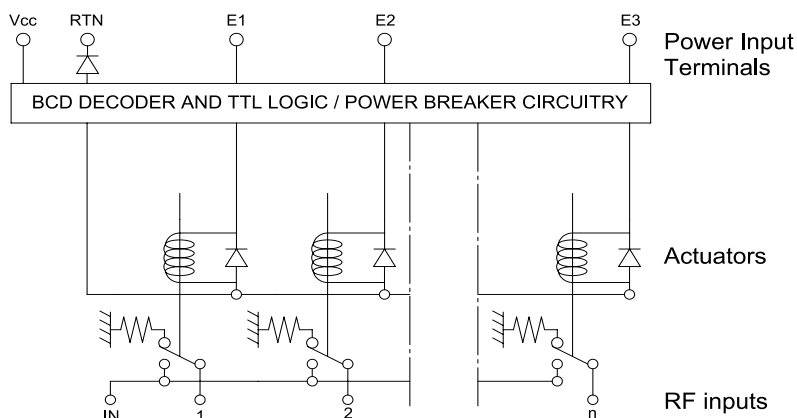 Vcc RTN E1 E2 E3
Power Input
Terminals
BCD DECODER AND TTL LOGIC / POWER BREAKER CIRCUITRY
Actuators
IN 1 2 n
RF inputs